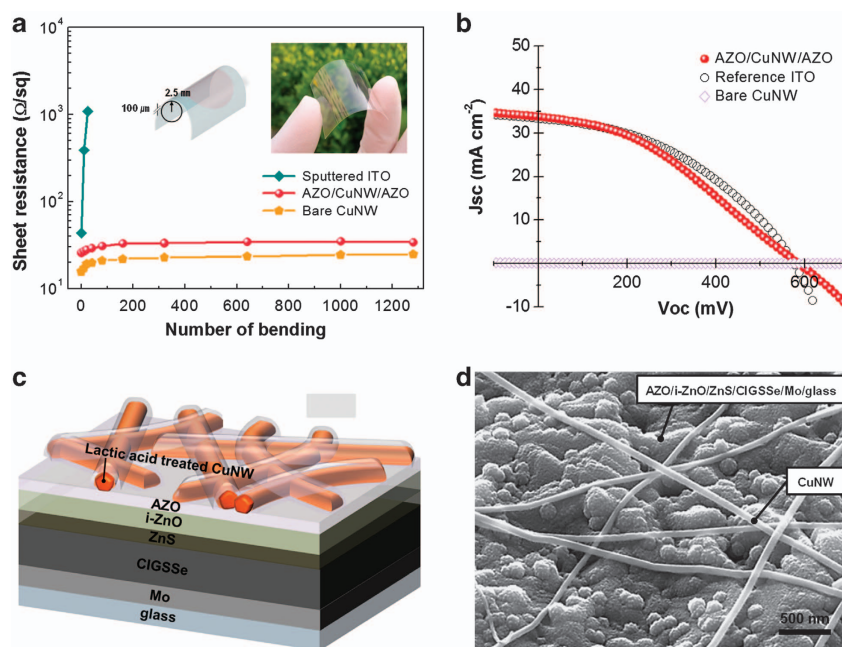 a
Sheet resistance (Ω/sq)
10³
10²
10¹
0
200
400
600
800
1000
1200
Number of bending
2.5 mm
100 μm
Sputtered ITO
AZO/CuNW/AZO
Bare CuNW
b
Jsc (mA cm⁻²)
50
40
30
20
10
0
-10
200
400
600
Voc (mV)
AZO/CuNW/AZO
Reference ITO
Bare CuNW
c
Lactic acid treated CuNW
AZO
i-ZnO
ZnS
CIGSSe
Mo
glass
d
AZO/i-ZnO/ZnS/CIGSSe/Mo/glass
CuNW
500 nm